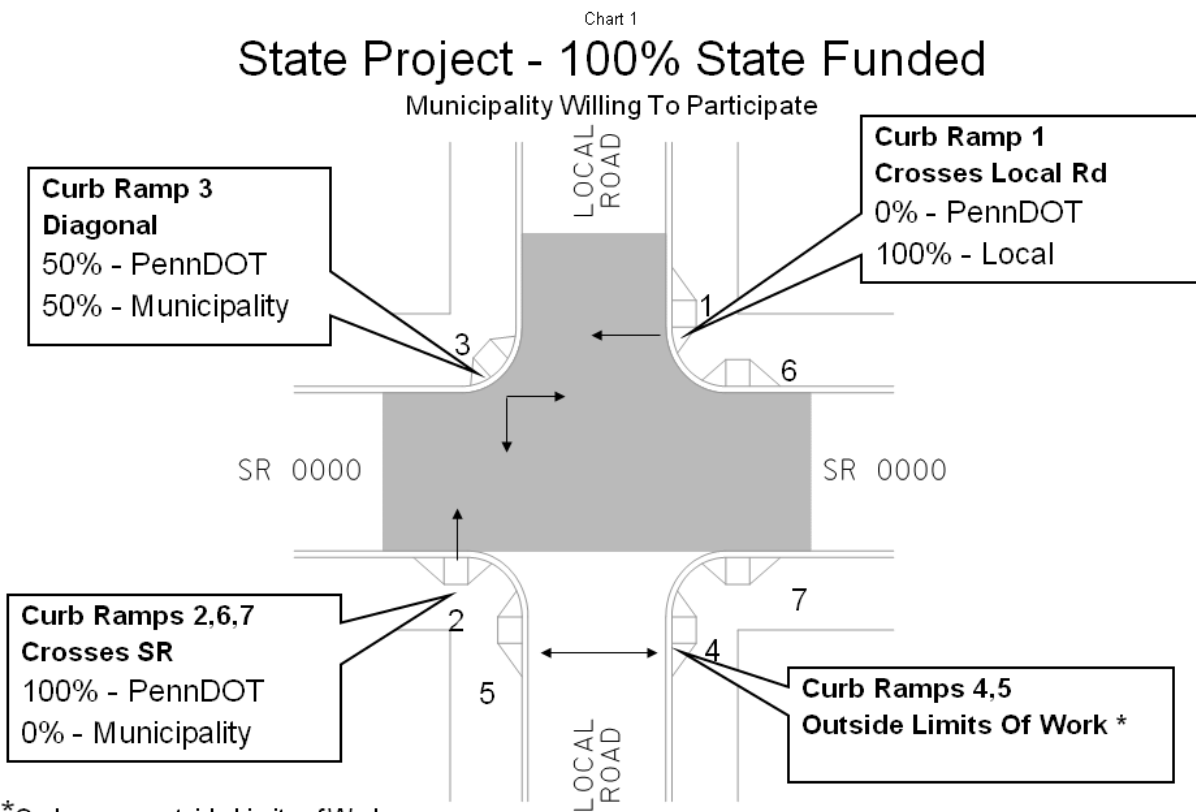 Chart 1
State Project - 100% State Funded
Municipality Willing To Participate
LOCAL
ROAD
Curb Ramp 1
Crosses Local Rd
0% - PennDOT
100% - Local
Curb Ramp 3
Diagonal
50% - PennDOT
50% - Municipality
1
3
6
SR 0000
SR 0000
Curb Ramps 2,6,7
Crosses SR
100% - PennDOT
0% - Municipality
2
7
4
5
Curb Ramps 4,5
Outside Limits Of Work *
LOCAL
ROAD